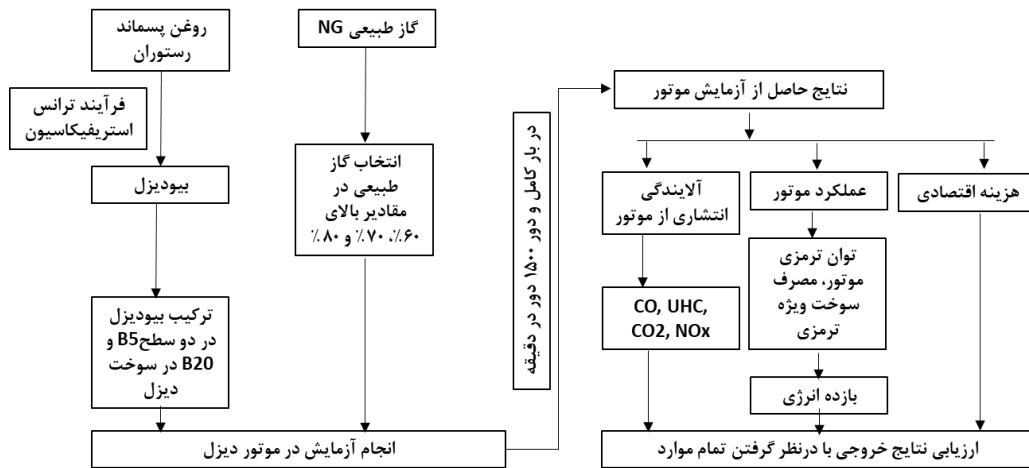 روغن پسماند
رستوران
فرآیند ترانس
استریفیکاسیون
بیودیزل
ترکیب بیودیزل
در دو سطحB5 و
B20 در سوخت
دیزل
گاز طبیعی NG
انتخاب گاز
طبیعی در
مقادیر بالای
۶۰٪، ۷۰٪ و ۸۰٪
انجام آزمایش در موتور دیزل
در بار کامل و دور ۱۵۰۰ دور در دقیقه
نتایج حاصل از آزمایش موتور
آلایندگی
انتشاری از موتور
CO, UHC,
CO2, NOx
عملکرد موتور
توان ترمزی
موتور، مصرف
سوخت ویژه
ترمزی
بازده انرژی
هزینه اقتصادی
ارزیابی نتایج خروجی با درنظر گرفتن تمام موارد